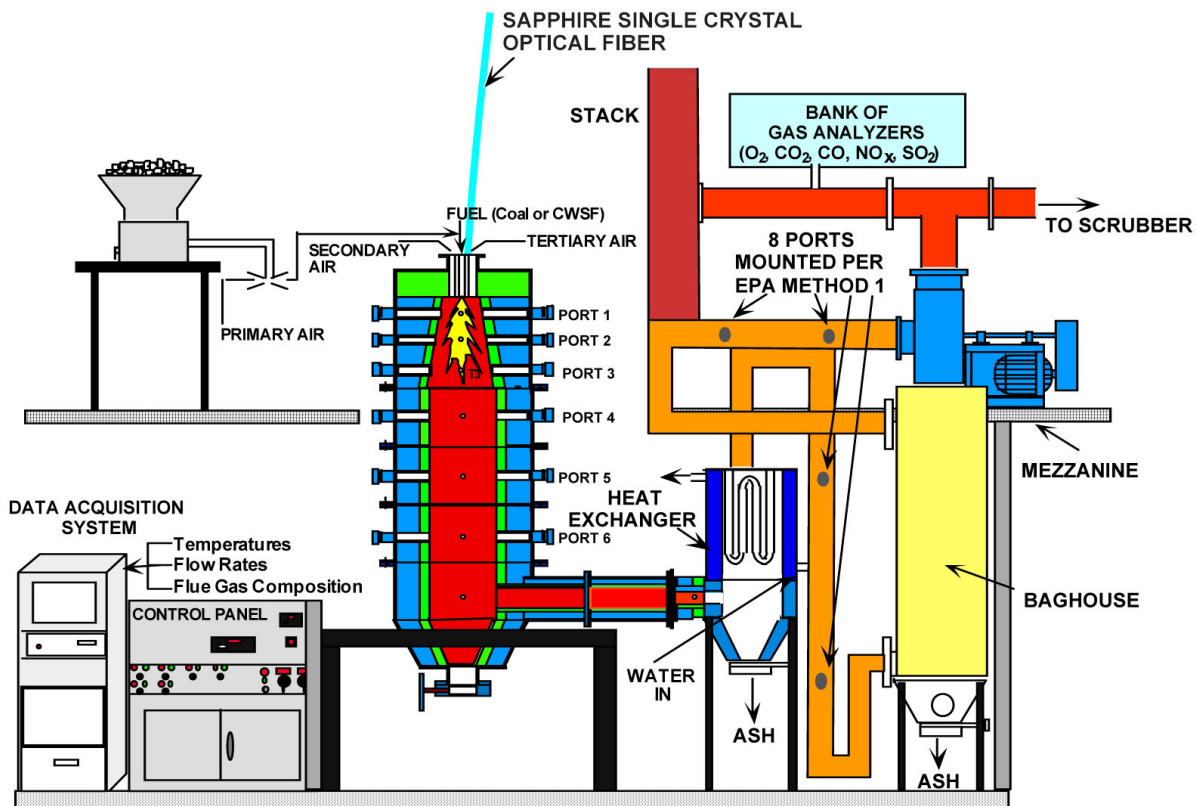 SAPPHIRE SINGLE CRYSTAL
OPTICAL FIBER
STACK
BANK OF
GAS ANALYZERS
(O₂, CO₂, CO, NOₓ, SO₂)
FUEL (Coal or CWSF)
SECONDARY
AIR
TERTIARY AIR
TO SCRUBBER
8 PORTS
MOUNTED PER
EPA METHOD 1
PRIMARY AIR
PORT 1
PORT 2
T3
PORT 3
PORT 4
MEZZANINE
PORT 5
HEAT
EXCHANGER
DATA ACQUISITION
SYSTEM
PORT 6
Temperatures
Flow Rates
Flue Gas Composition
BAGHOUSE
CONTROL PANEL
WATER
IN
ASH
ASH